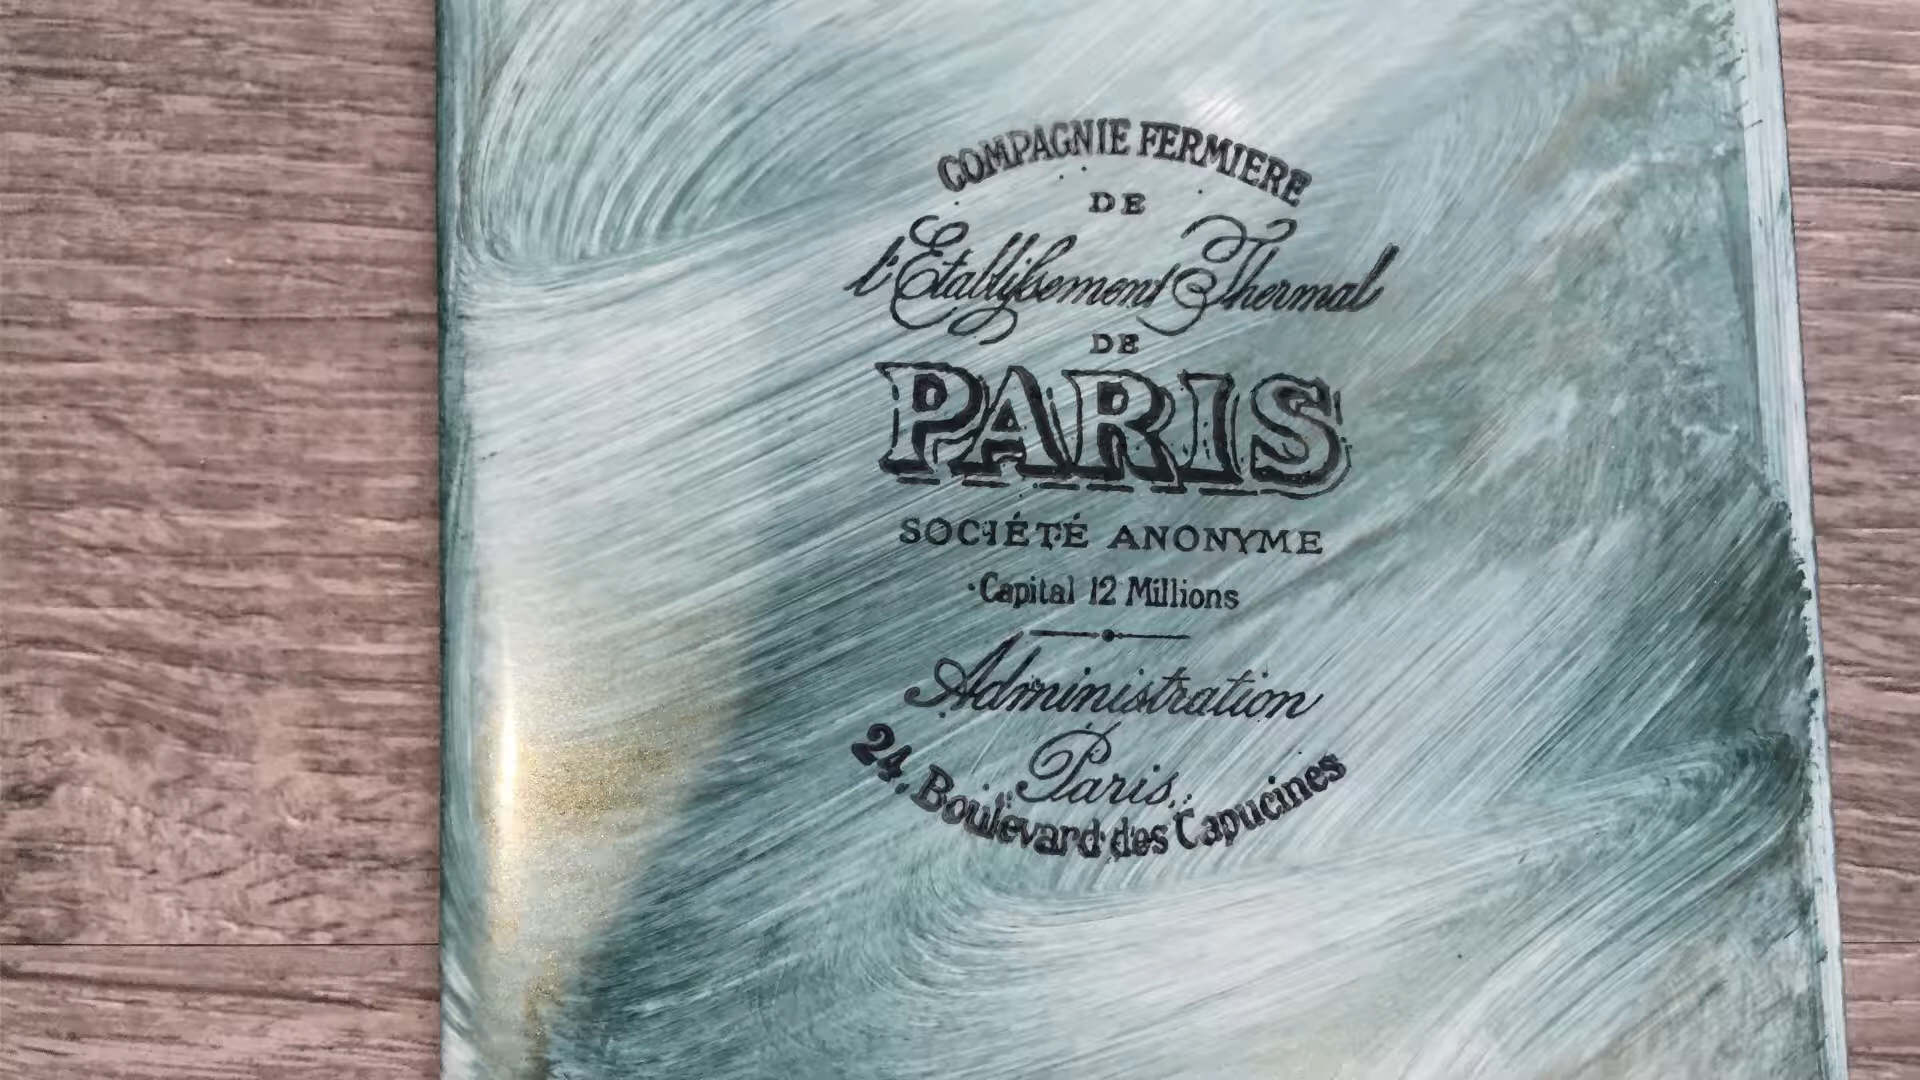 COMPAGNIE FERMIERE
DE
l'Etablissement Thermal
DE
PARIS
SOCIÉTÉ ANONYME
Capital 12 Millions
Administration
Paris,
24, Boulevard des Capucines